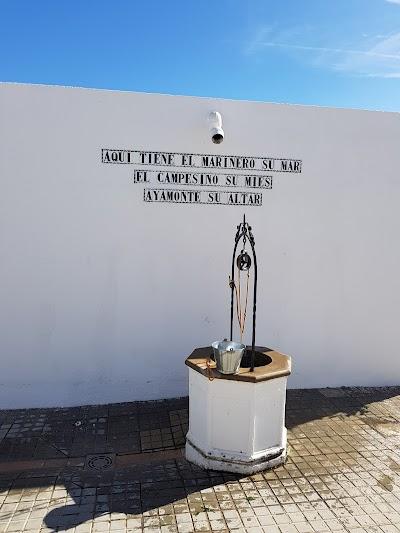 AQUI TIENE EL MARINERO SU MAR
EL CAMPESINO SU MIES
AYAMONTE SU ALTAR